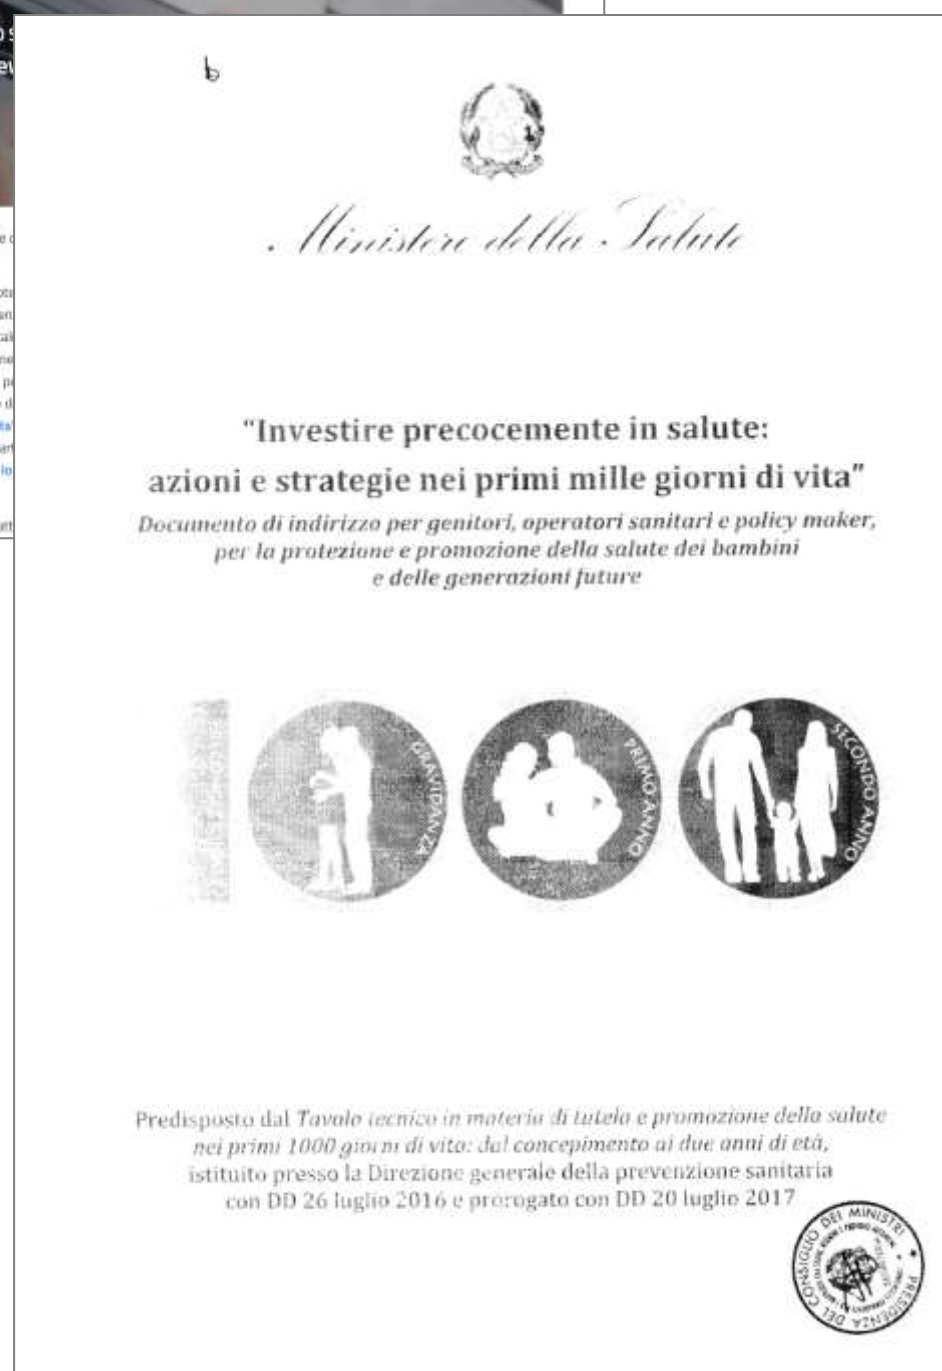 b
Ministero della Salute
"Investire precocemente in salute:
azioni e strategie nei primi mille giorni di vita"
Documento di indirizzo per genitori, operatori sanitari e policy maker,
per la protezione e promozione della salute dei bambini
e delle generazioni future
GRAVIDANZA
PRIMO ANNO
SECONDO ANNO
Predisposto dal Tavolo tecnico in materia di tutela e promozione della salute
nei primi 1000 giorni di vita: dal concepimento ai due anni di età,
istituito presso la Direzione generale della prevenzione sanitaria
con DD 26 luglio 2016 e prorogato con DD 20 luglio 2017
PRESIDENZA DEL CONSIGLIO DEI MINISTRI